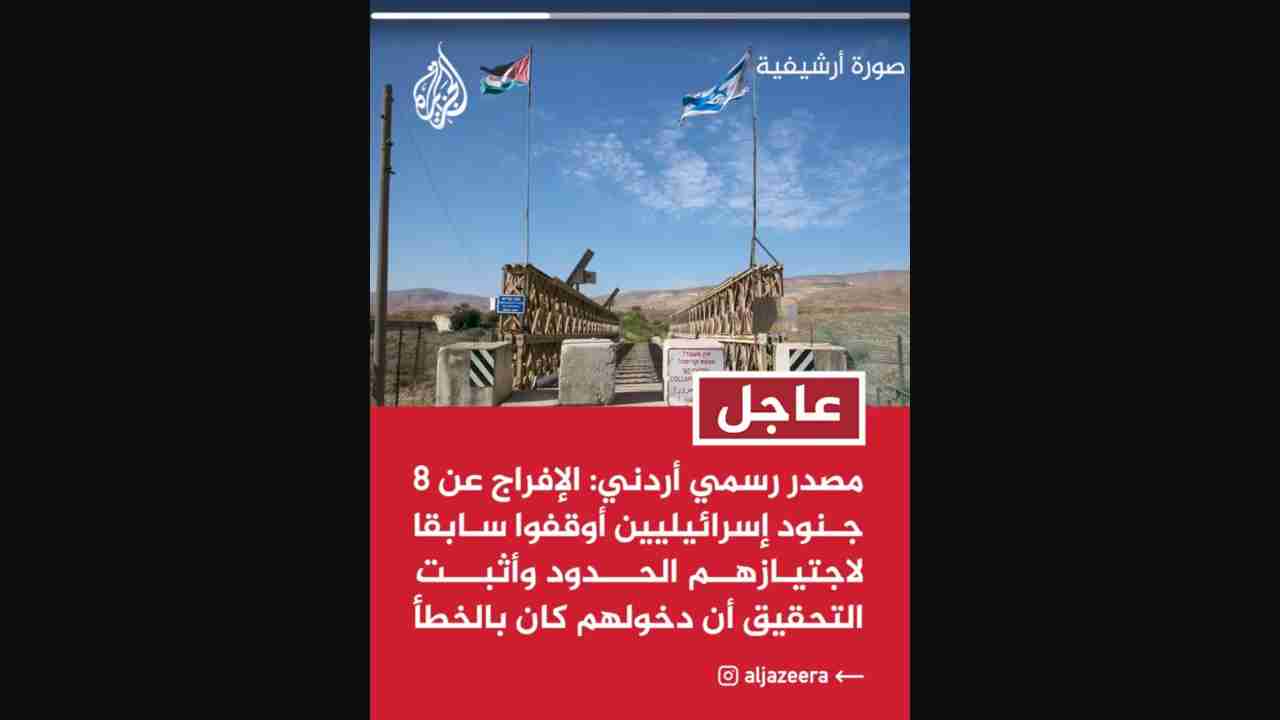 صورة أرشيفية
الجزيرة
عاجل
مصدر رسمي أردني: الإفراج عن 8
جنود إسرائيليين أوقفوا سابقا
لاجتيازهم الحدود وأثبت
التحقيق أن دخولهم كان بالخطأ
aljazeera